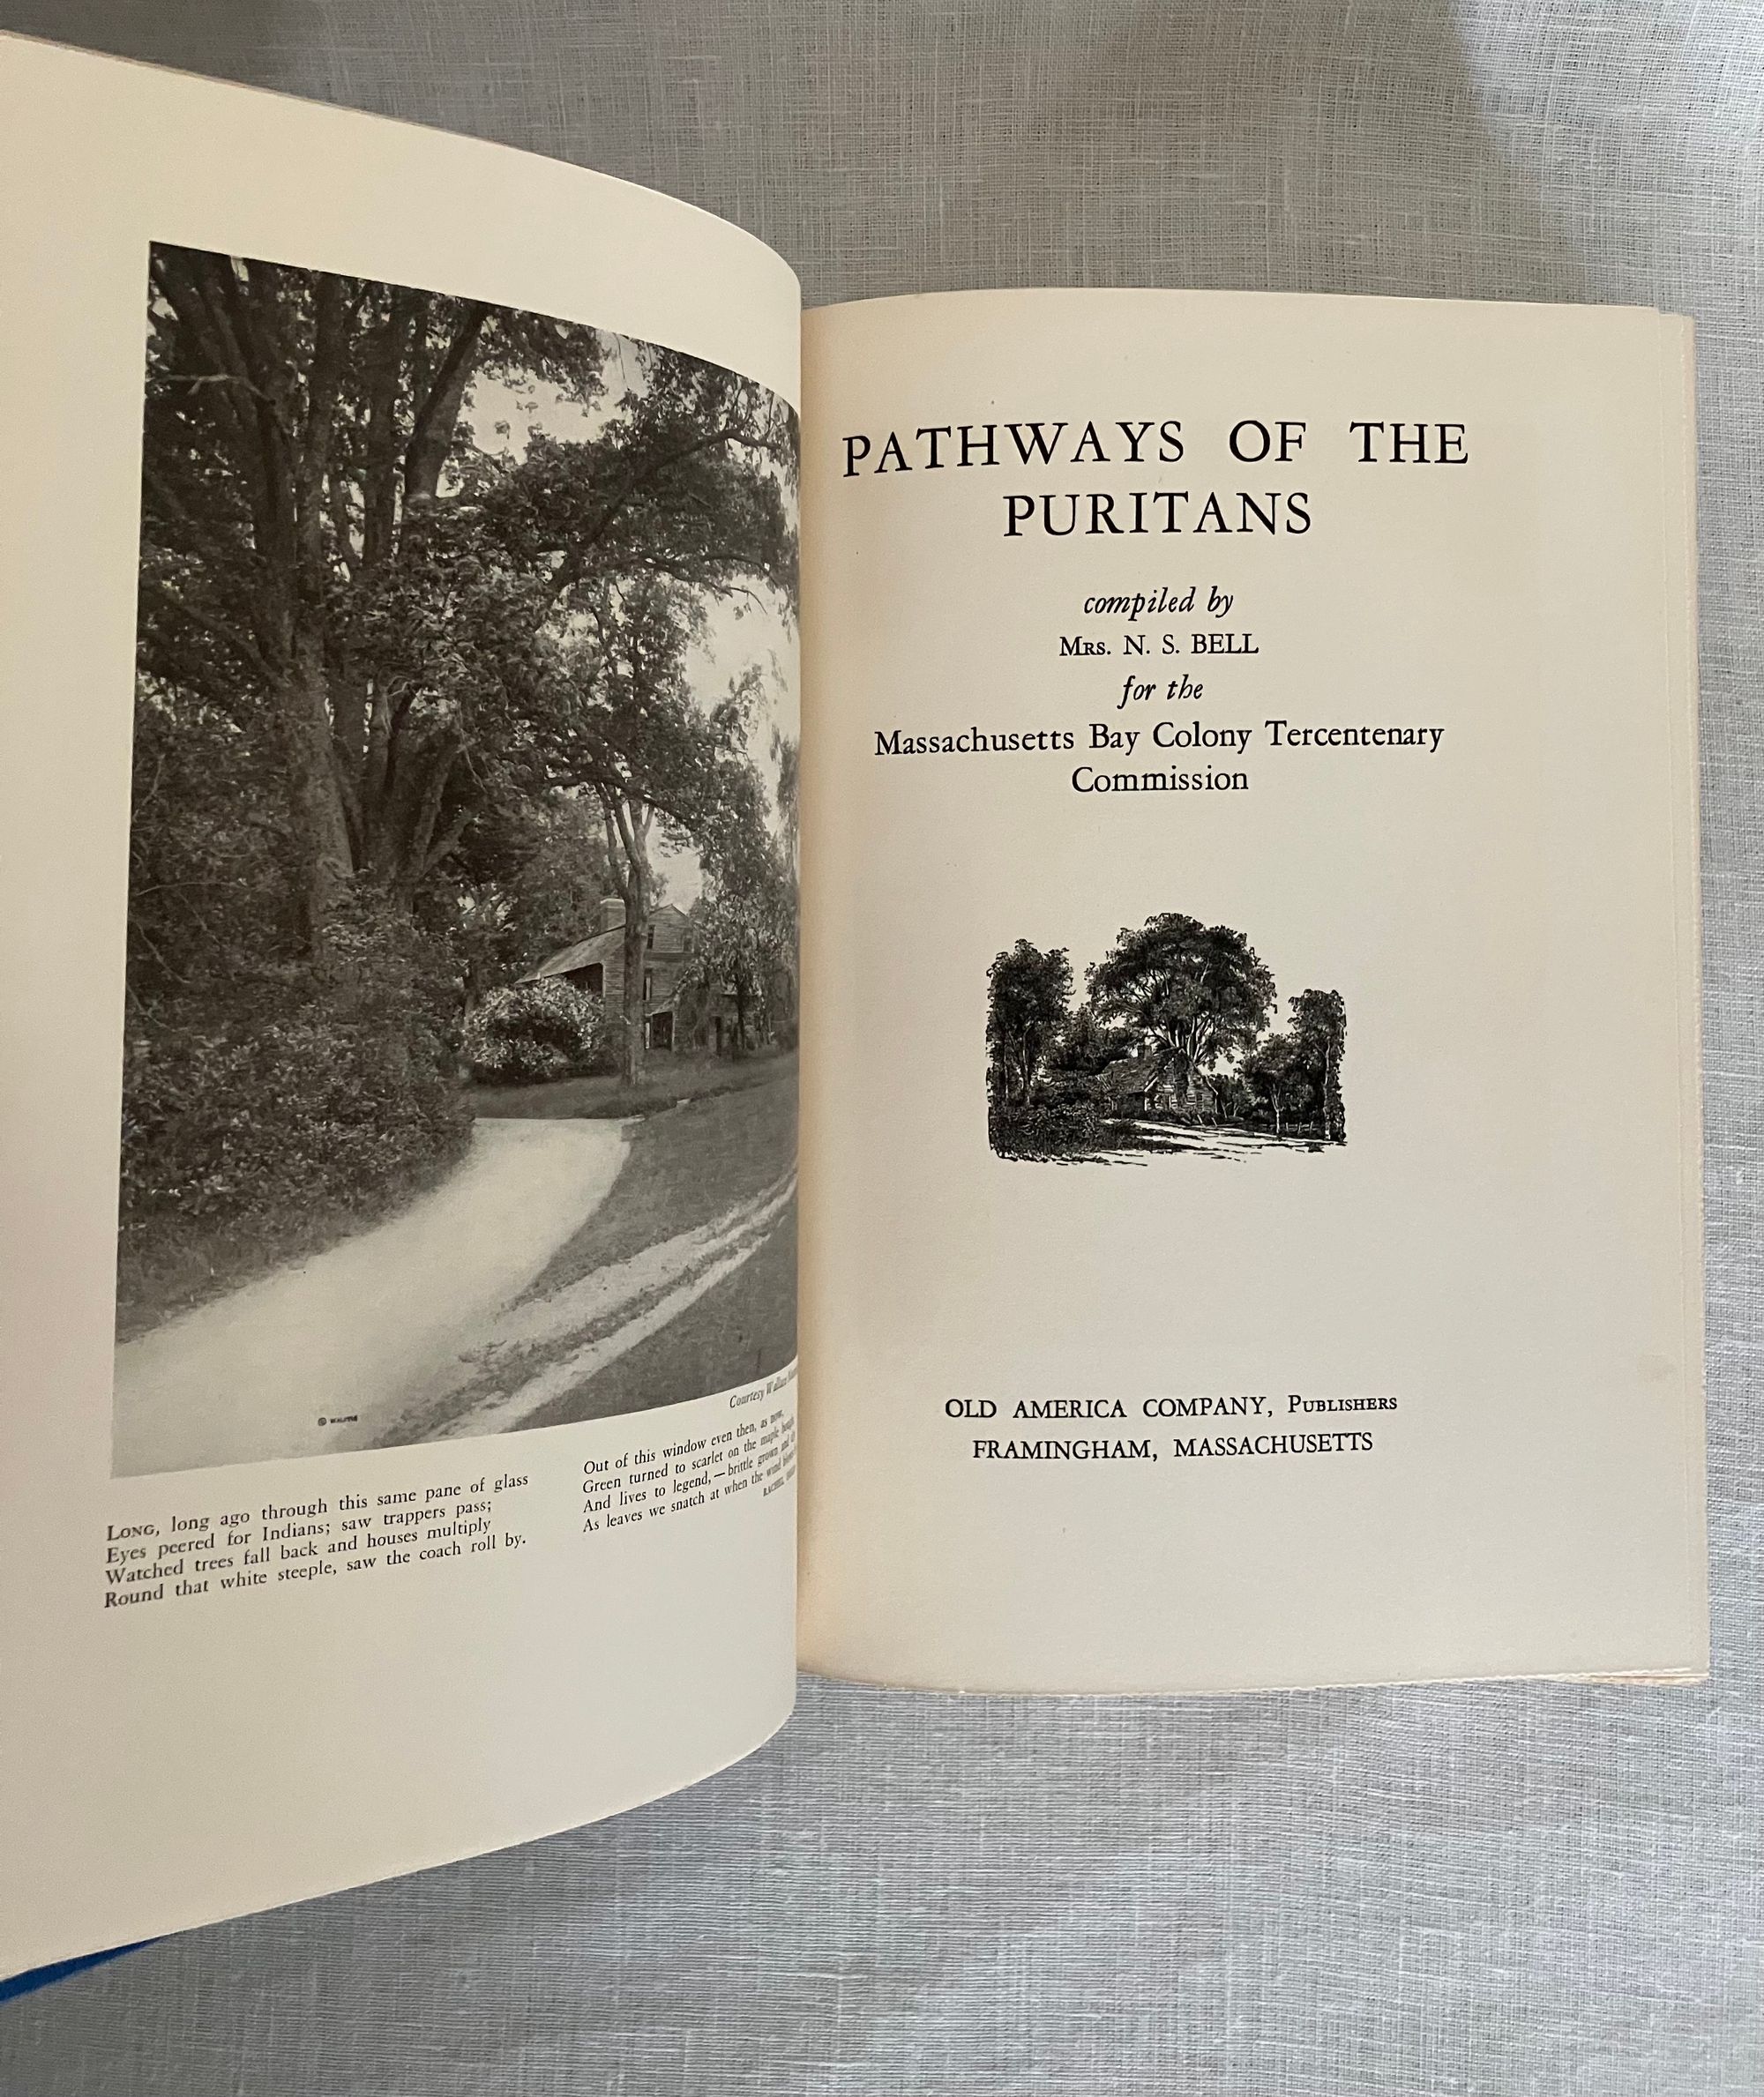 Courtesy Wallace
LONG, long ago through this same pane of glass
Eyes peered for Indians; saw trappers pass;
Watched trees fall back and houses multiply
Round that white steeple, saw the coach roll by.
Out of this window even then, as now,
Green turned to scarlet on the maple bough
And lives to legend,—brittle grown and
As leaves we snatch at when the wind
PATHWAYS OF THE
PURITANS
compiled by
MRS. N. S. BELL
for the
Massachusetts Bay Colony Tercentenary
Commission
OLD AMERICA COMPANY, PUBLISHERS
FRAMINGHAM, MASSACHUSETTS